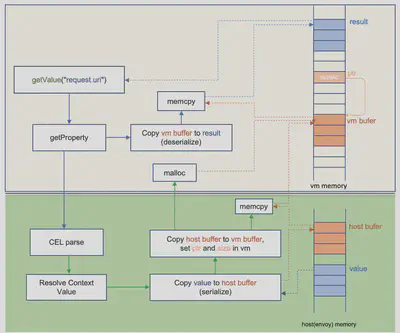 result
getValue("request.uri")
ptr
memcpy
vm bufer
getProperty
Copy vm buffer to result
(deserialize)
malloc
vm memory
memcpy
host bufer
CEL parse
Copy host buffer to vm buffer,
set ptr and size in vm
value
Resolve Context
Value
Copy value to host buffer
(serialize)
host(envoy) memory